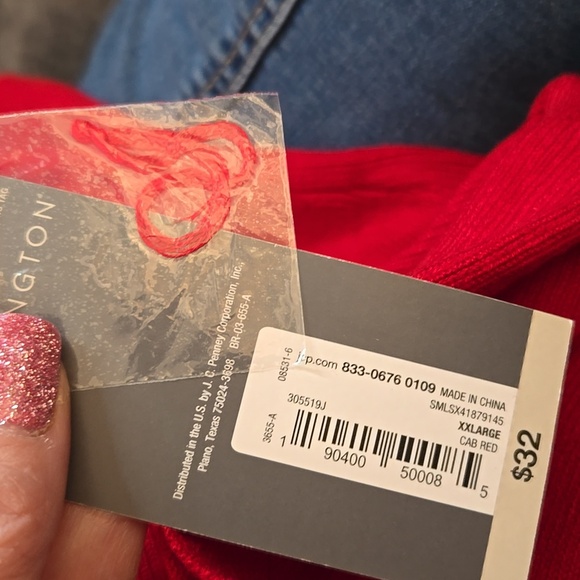 NGTON
Distributed in the U.S. by J. C. Penney Corporation, Inc.,
Plano, Texas 75024-3698 BR-03-655-A
3655-A 08531-6
jcp.com 833-0676 0109 MADE IN CHINA
SMLSX41879145
305519J XXLARGE
CAB RED
1 90400 50008 5
$32